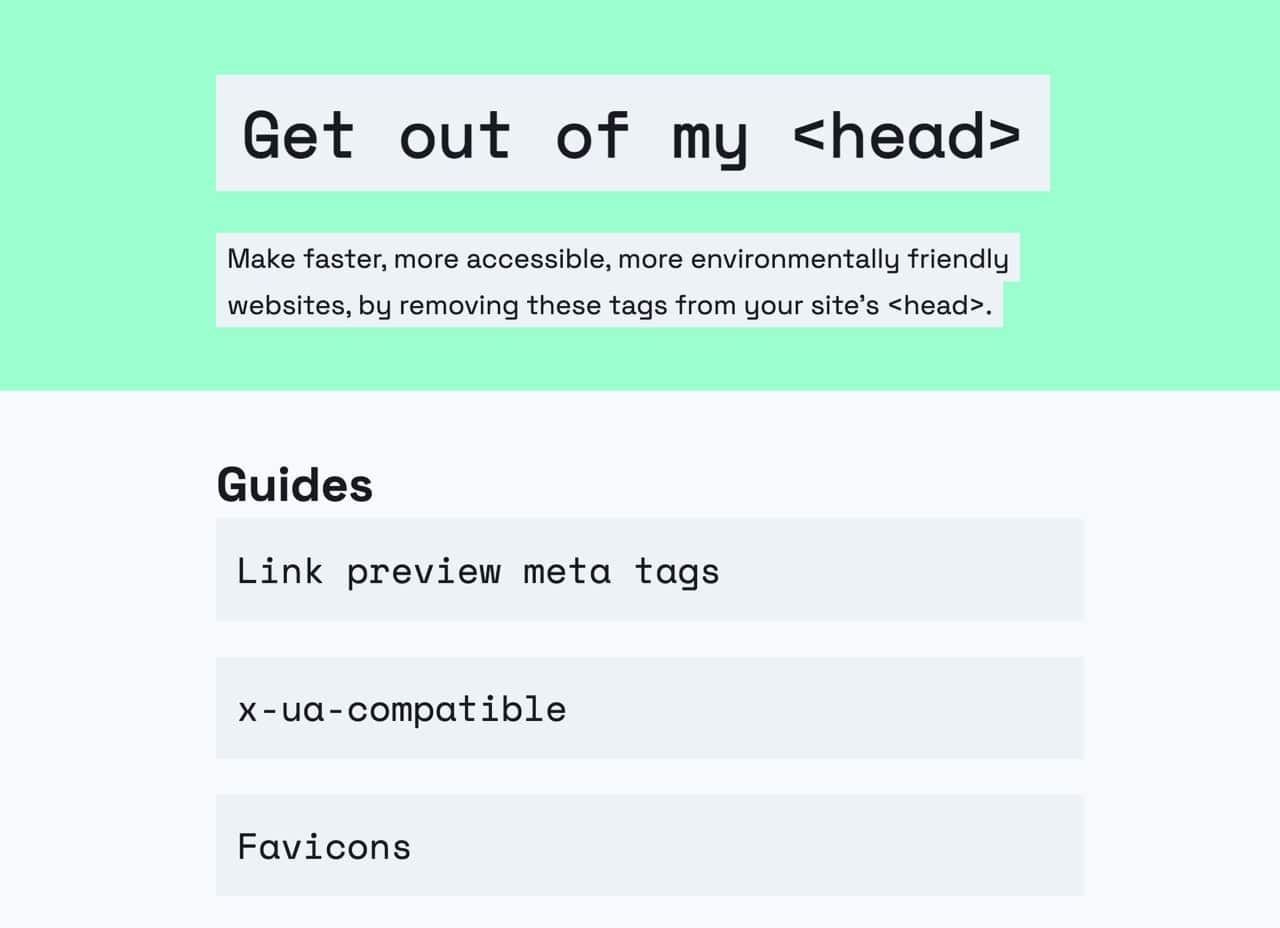 Get out of my <head>
Make faster, more accessible, more environmentally friendly
websites, by removing these tags from your site’s <head>.
Guides
Link preview meta tags
x-ua-compatible
Favicons